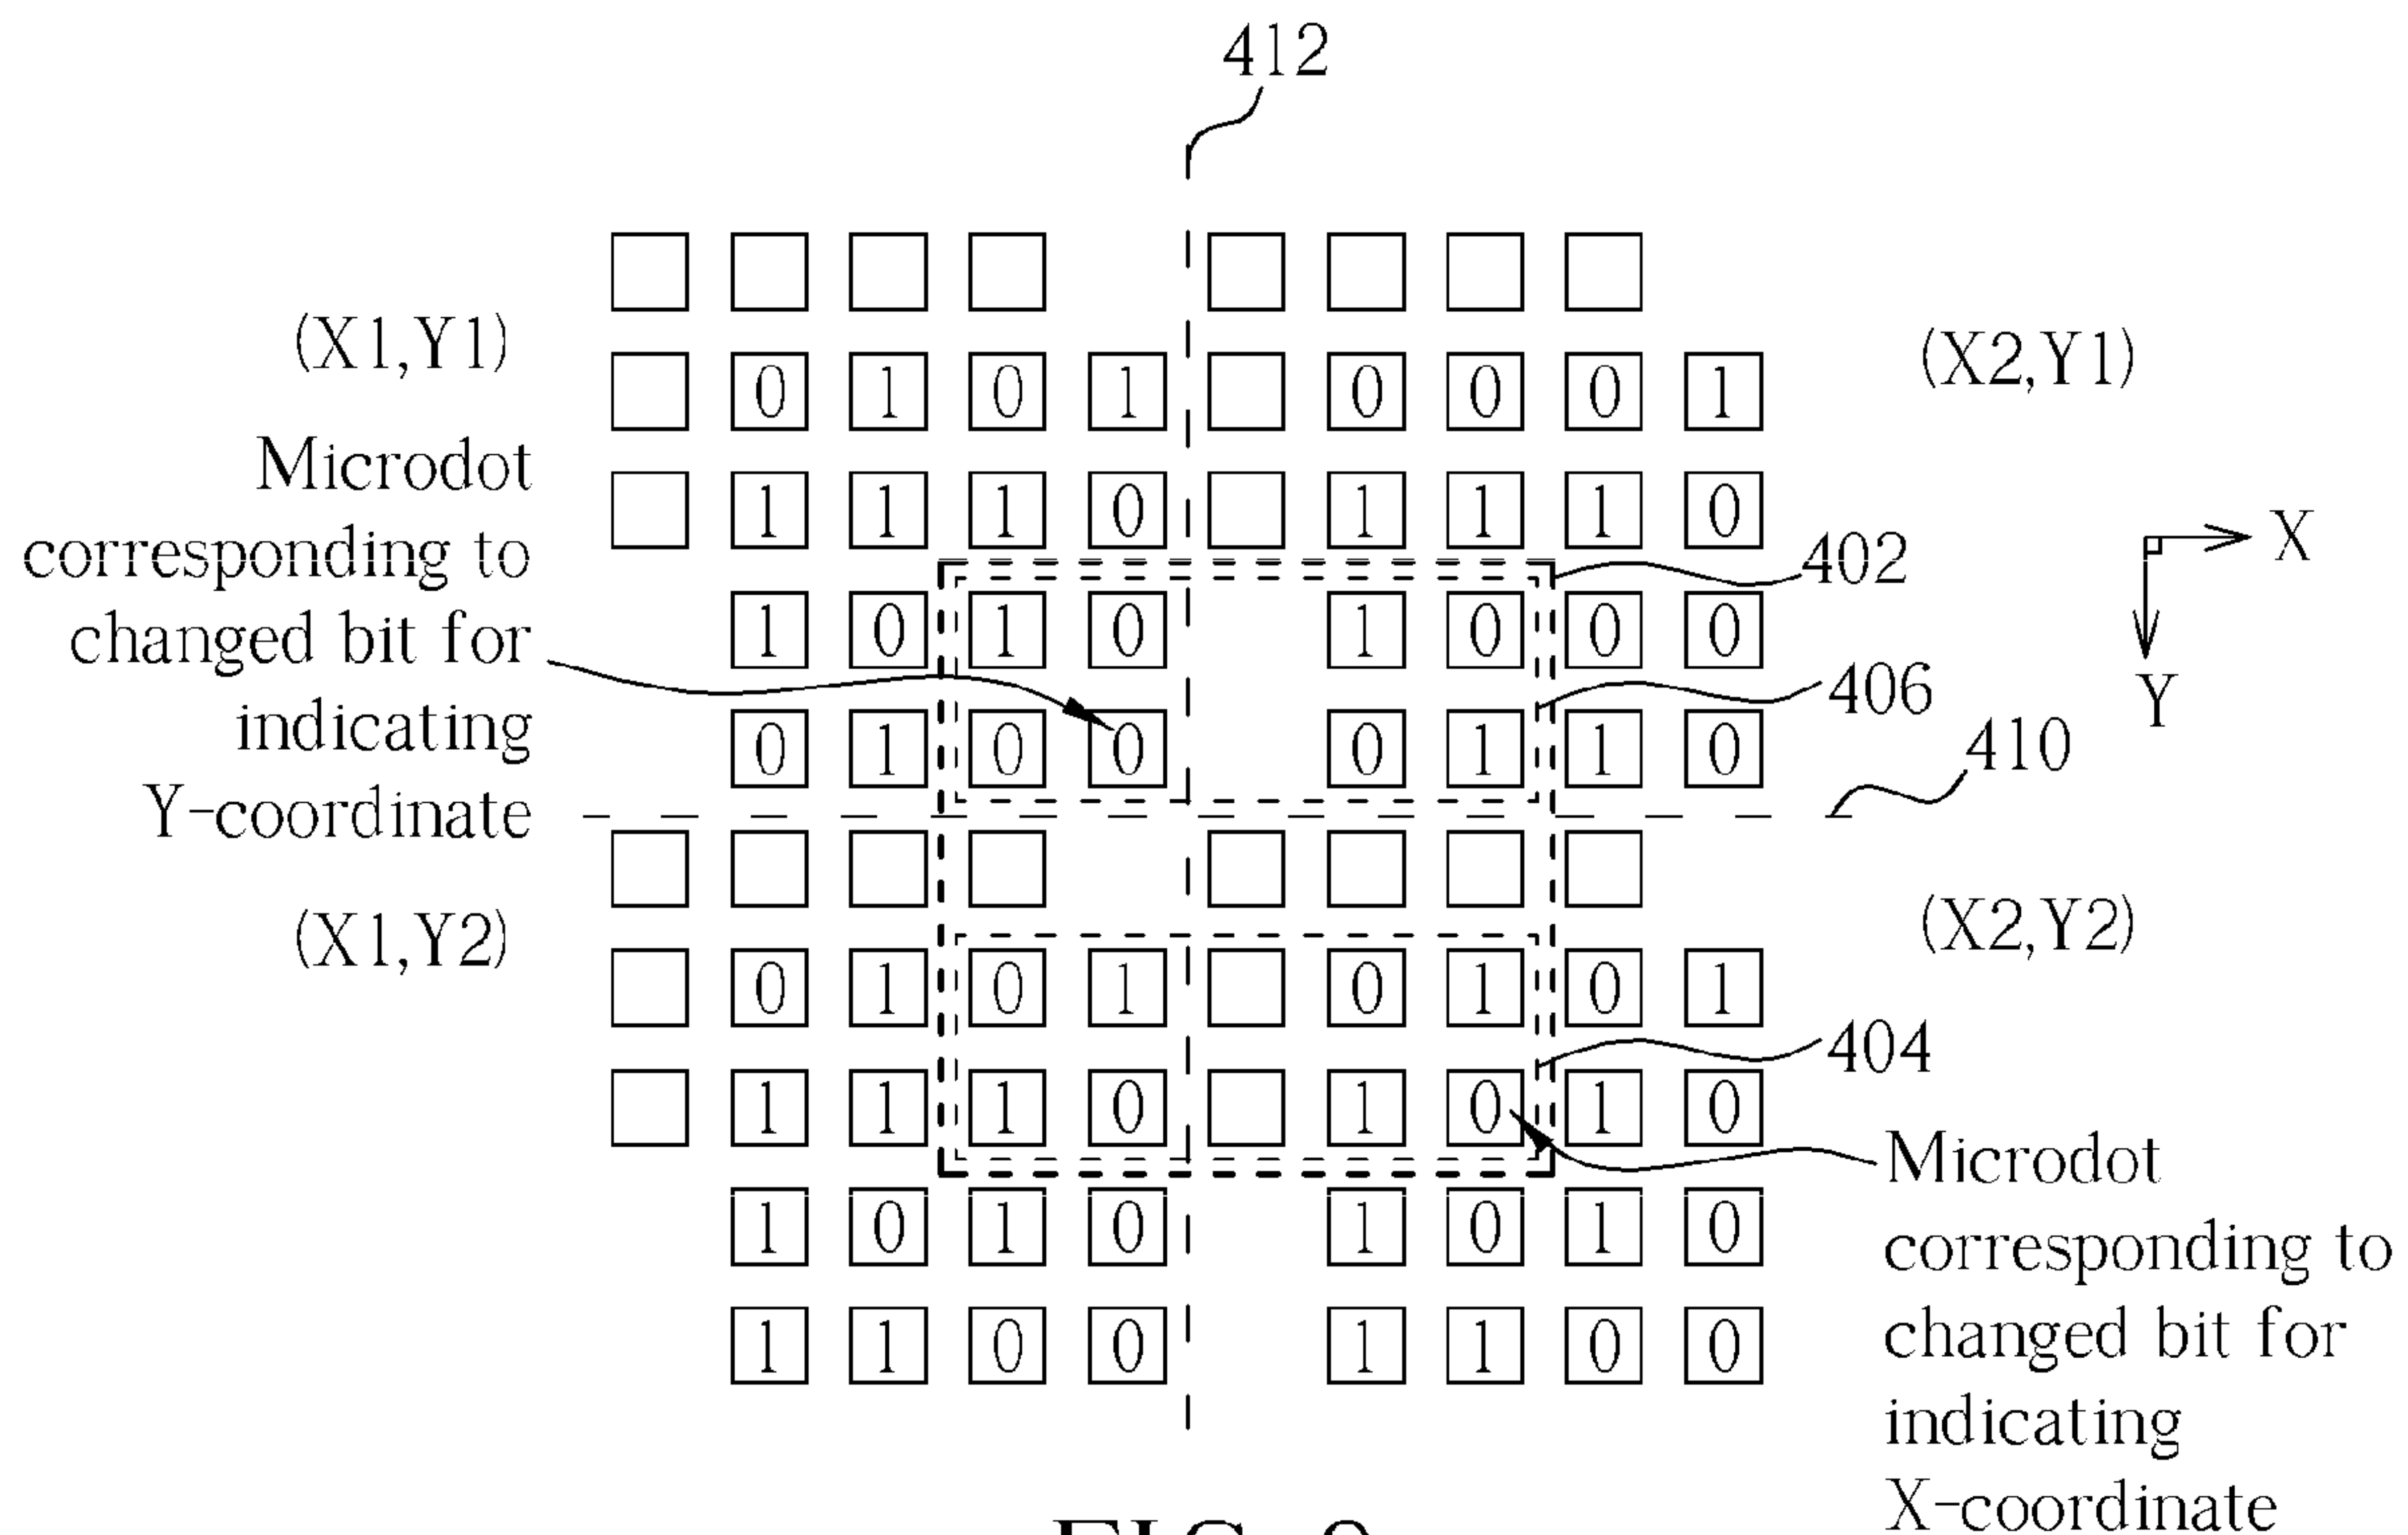 412
(X1,Y1)
(X2,Y1)
0 1 0 1 0 0 0 1
Microdot
corresponding to
changed bit for
indicating
Y-coordinate
1 1 1 0 1 1 1 0
402
X
Y
1 0 1 0 1 0 0 0
406
0 1 0 0 0 1 1 0
410
(X1,Y2)
(X2,Y2)
0 1 0 1 0 1 0 1
404
1 1 1 0 1 0 1 0
Microdot
corresponding to
changed bit for
indicating
X-coordinate
1 0 1 0 1 0 1 0
1 1 0 0 1 1 0 0
FIG.